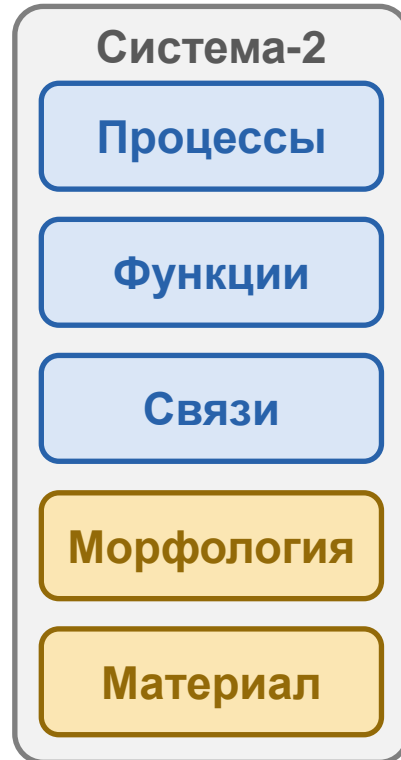 Система-2
Процессы
Функции
Связи
Морфология
Материал